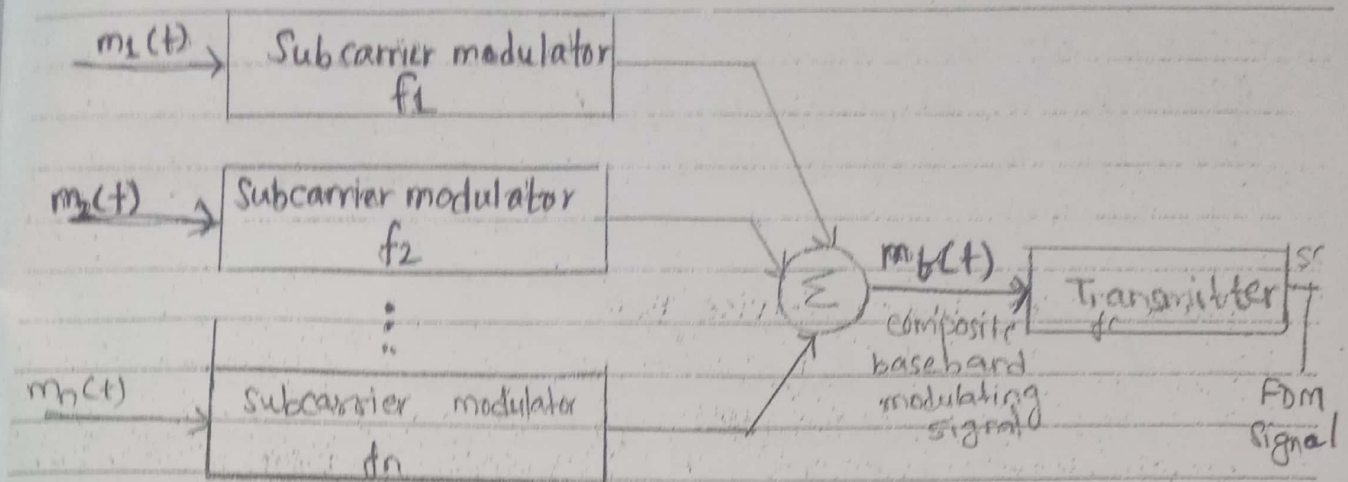 m1(t)
Subcarrier modulator
f1
m2(t)
Subcarrier modulator
f2
mn(t)
subcarrier modulator
fn
Σ
mb(t)
composite
baseband
modulating
signal
Transmitter
fc
FDM
signal